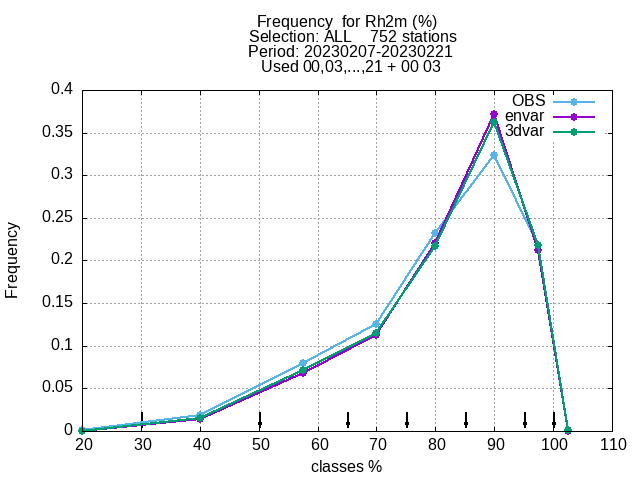 Frequency  for Rh2m (%)
Selection: ALL    752 stations
Period: 20230207-20230221
Used 00,03,...,21 + 00 03
OBS
envar
3dvar
0.4
0.35
0.3
0.25
0.2
0.15
0.1
0.05
0
Frequency
20 30 40 50 60 70 80 90 100 110
classes %